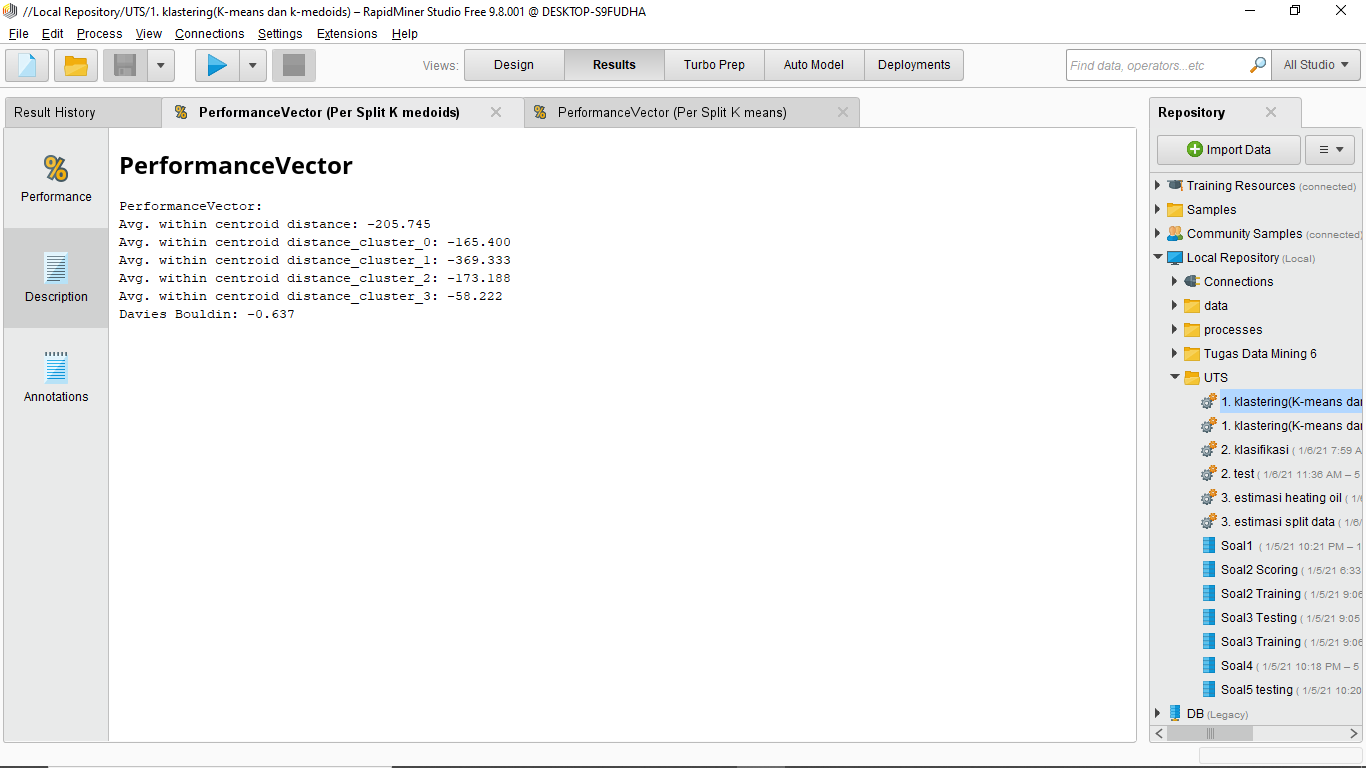 //Local Repository/UTS/1. klastering(K-means dan k-medoids) – RapidMiner Studio Free 9.8.001 @ DESKTOP-S9FUDHA
File Edit Process View Connections Settings Extensions Help
Views: Design Results Turbo Prep Auto Model Deployments Find data, operators...etc All Studio
Result History PerformanceVector (Per Split K medoids) PerformanceVector (Per Split K means)
Performance
Description
Annotations
PerformanceVector
PerformanceVector:
Avg. within centroid distance: -205.745
Avg. within centroid distance_cluster_0: -165.400
Avg. within centroid distance_cluster_1: -369.333
Avg. within centroid distance_cluster_2: -173.188
Avg. within centroid distance_cluster_3: -58.222
Davies Bouldin: -0.637
Repository
Import Data
Training Resources (connected)
Samples
Community Samples (connected)
Local Repository (Local)
Connections
data
processes
Tugas Data Mining 6
UTS
1. klastering(K-means dan
1. klastering(K-means dan
2. klasifikasi ( 1/6/21 7:59 A
2. test ( 1/6/21 11:36 AM – 5
3. estimasi heating oil ( 1/6
3. estimasi split data ( 1/6/
Soal1 ( 1/5/21 10:21 PM – 1
Soal2 Scoring ( 1/5/21 6:33
Soal2 Training ( 1/5/21 9:06
Soal3 Testing ( 1/5/21 9:05
Soal3 Training ( 1/5/21 9:06
Soal4 ( 1/5/21 10:18 PM – 5
Soal5 testing ( 1/5/21 10:20
DB (Legacy)